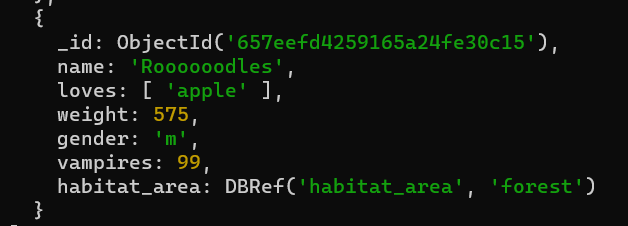 },
{
_id: ObjectId('657eefd4259165a24fe30c15'),
name: 'Roooooodles',
loves: [ 'apple' ],
weight: 575,
gender: 'm',
vampires: 99,
habitat_area: DBRef('habitat_area', 'forest')
}